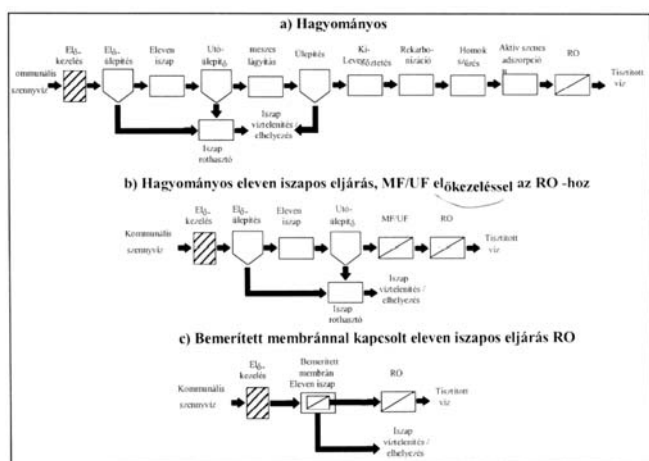 a) Hagyományos
Elő-
kezelés
Elő-
ülepítés
Eleven
iszap
Utó-
ülepítő
meszes
lágyítás
Ülepítés
Ki-
Levegőztetés
Rekarbo-
nizáció
Homok
szűrés
Aktív szenes
adszorpció
RO
ommunális
szennyvíz
Tisztított
víz
Iszap
rothasztó
Iszap
víztelenítés /
elhelyezés
b) Hagyományos eleven iszapos eljárás, MF/UF előkezeléssel az RO -hoz
Elő-
kezelés
Elő-
ülepítés
Eleven
iszap
Utó-
ülepítő
MF/UF
RO
Kommunális
szennyvíz
Tisztított
víz
Iszap
rothasztó
Iszap
víztelenítés /
elhelyezés
c) Bemerített membránnal kapcsolt eleven iszapos eljárás RO
Elő-
kezelés
Bemerített
membrán
Eleven iszap
RO
Kommunális
szennyvíz
Tisztított
víz
Iszap
víztelenítés /
elhelyezés